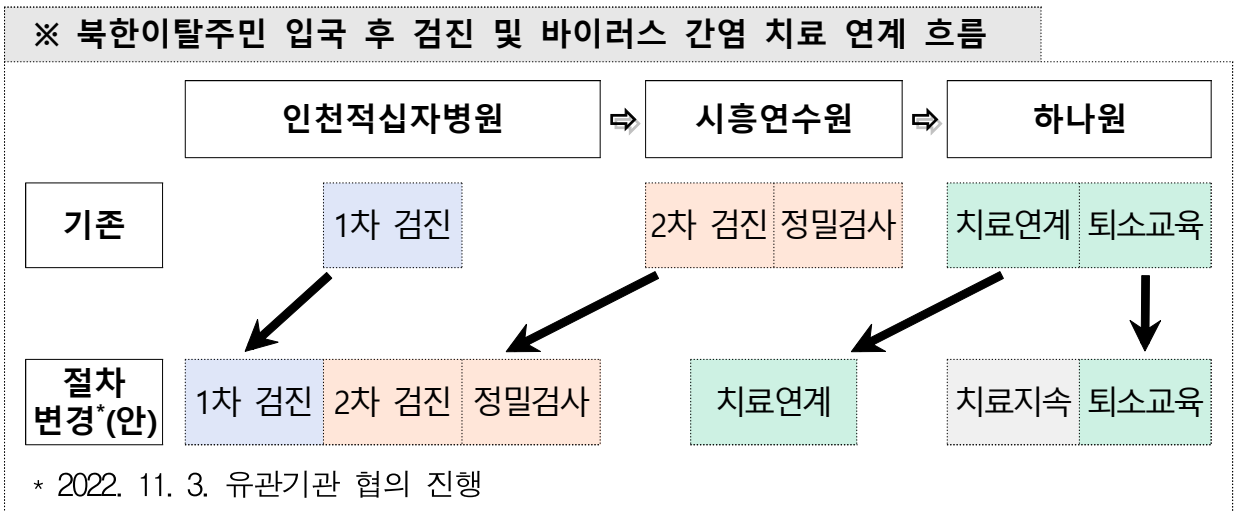 ※ 북한이탈주민 입국 후 검진 및 바이러스 간염 치료 연계 흐름
인천적십자병원 ⇨ 시흥연수원 ⇨ 하나원
기존 1차 검진 2차 검진 정밀검사 치료연계 퇴소교육
절차
변경*(안) 1차 검진 2차 검진 정밀검사 치료연계 치료지속 퇴소교육
* 2022. 11. 3. 유관기관 협의 진행